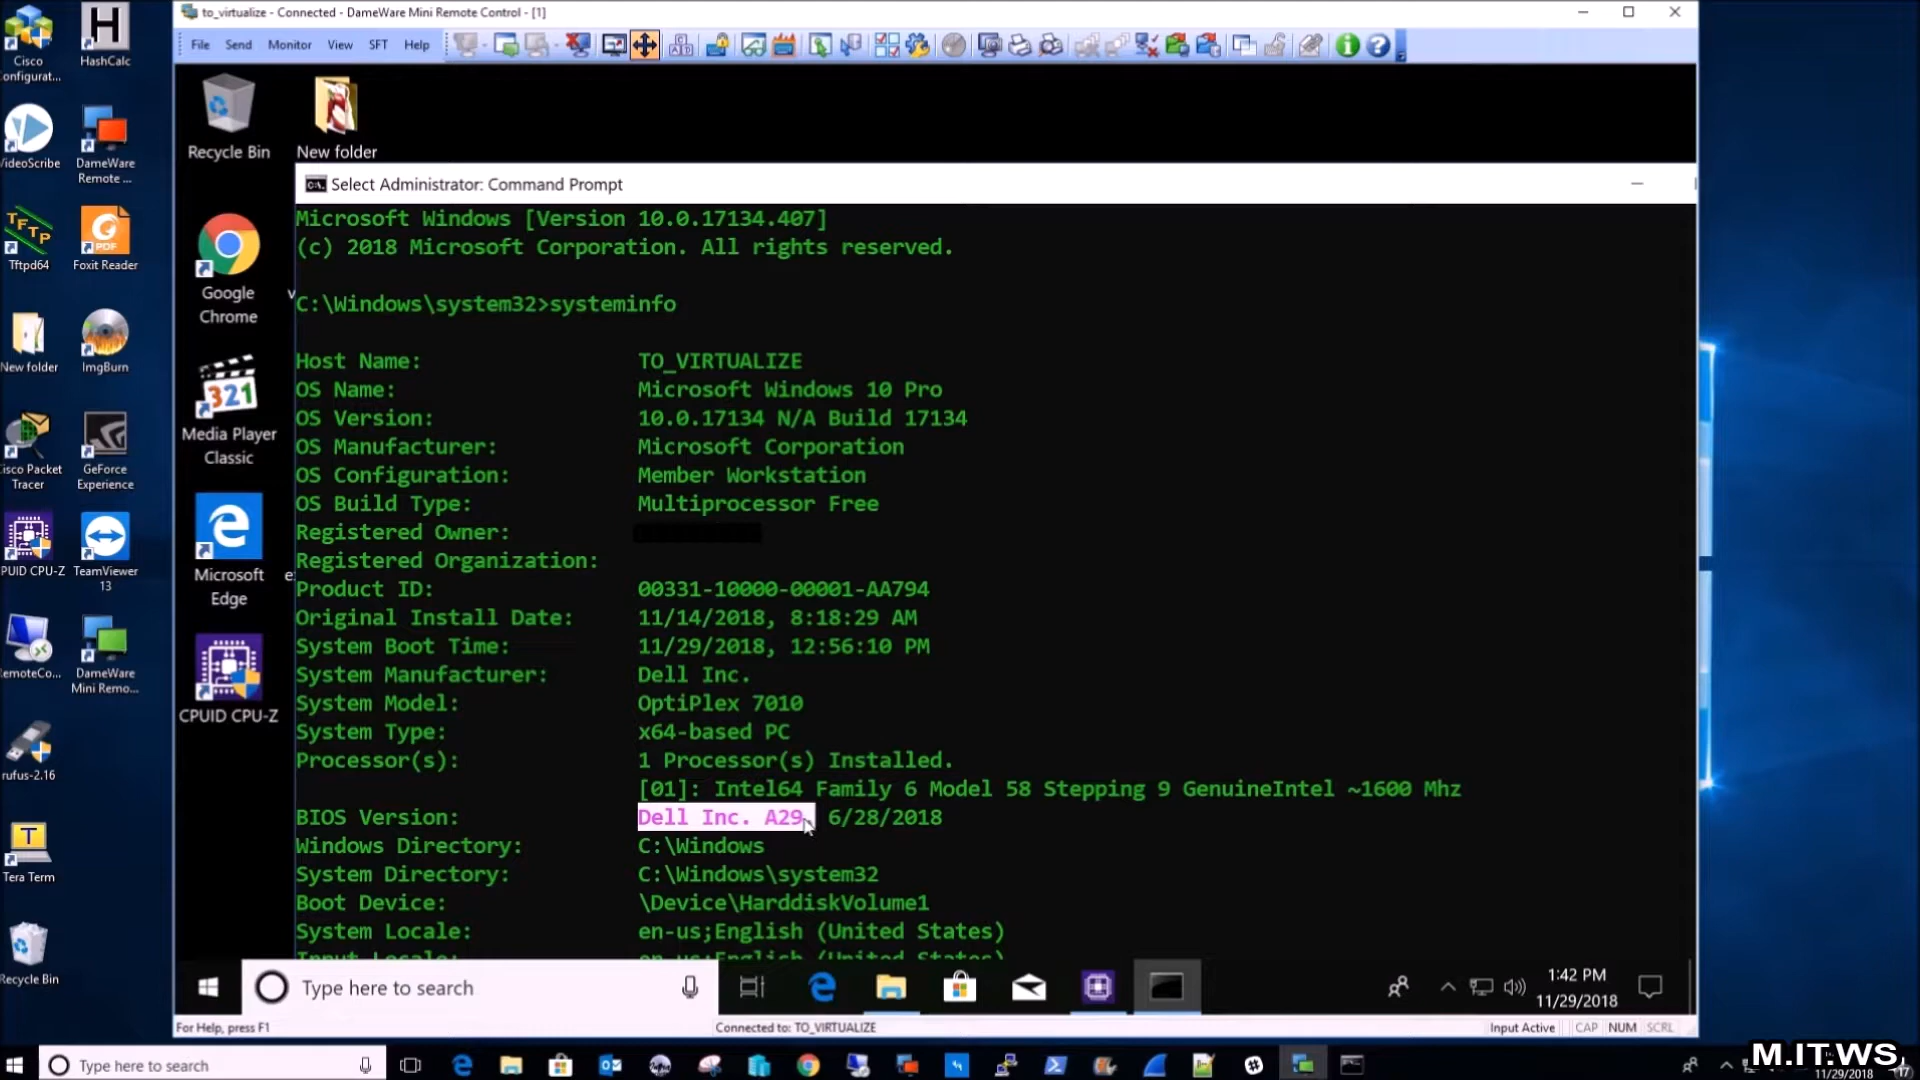 to_virtualize - Connected - DameWare Mini Remote Control - [1]
File Send Monitor View SFT Help
Cisco
Configurat...
HashCalc
VideoScribe
DameWare
Remote ...
Tftpd64
Foxit Reader
New folder
ImgBurn
Cisco Packet
Tracer
GeForce
Experience
CPUID CPU-Z
TeamViewer
13
RemoteCo...
DameWare
Mini Remo...
rufus-2.16
Tera Term
Recycle Bin
Recycle Bin
New folder
Google
Chrome
Media Player
Classic
Microsoft
Edge
CPUID CPU-Z
Select Administrator: Command Prompt
Microsoft Windows [Version 10.0.17134.407]
(c) 2018 Microsoft Corporation. All rights reserved.
C:\Windows\system32>systeminfo
Host Name: TO_VIRTUALIZE
OS Name: Microsoft Windows 10 Pro
OS Version: 10.0.17134 N/A Build 17134
OS Manufacturer: Microsoft Corporation
OS Configuration: Member Workstation
OS Build Type: Multiprocessor Free
Registered Owner:
Registered Organization:
Product ID: 00331-10000-00001-AA794
Original Install Date: 11/14/2018, 8:18:29 AM
System Boot Time: 11/29/2018, 12:56:10 PM
System Manufacturer: Dell Inc.
System Model: OptiPlex 7010
System Type: x64-based PC
Processor(s): 1 Processor(s) Installed.
[01]: Intel64 Family 6 Model 58 Stepping 9 GenuineIntel ~1600 Mhz
BIOS Version: Dell Inc. A29, 6/28/2018
Windows Directory: C:\Windows
System Directory: C:\Windows\system32
Boot Device: \Device\HarddiskVolume1
System Locale: en-us;English (United States)
Input Locale: en-us;English (United States)
Type here to search
1:42 PM
11/29/2018
For Help, press F1
Connected to: TO_VIRTUALIZE
Input Active CAP NUM SCRL
Type here to search
M.IT.WS
11/29/2018